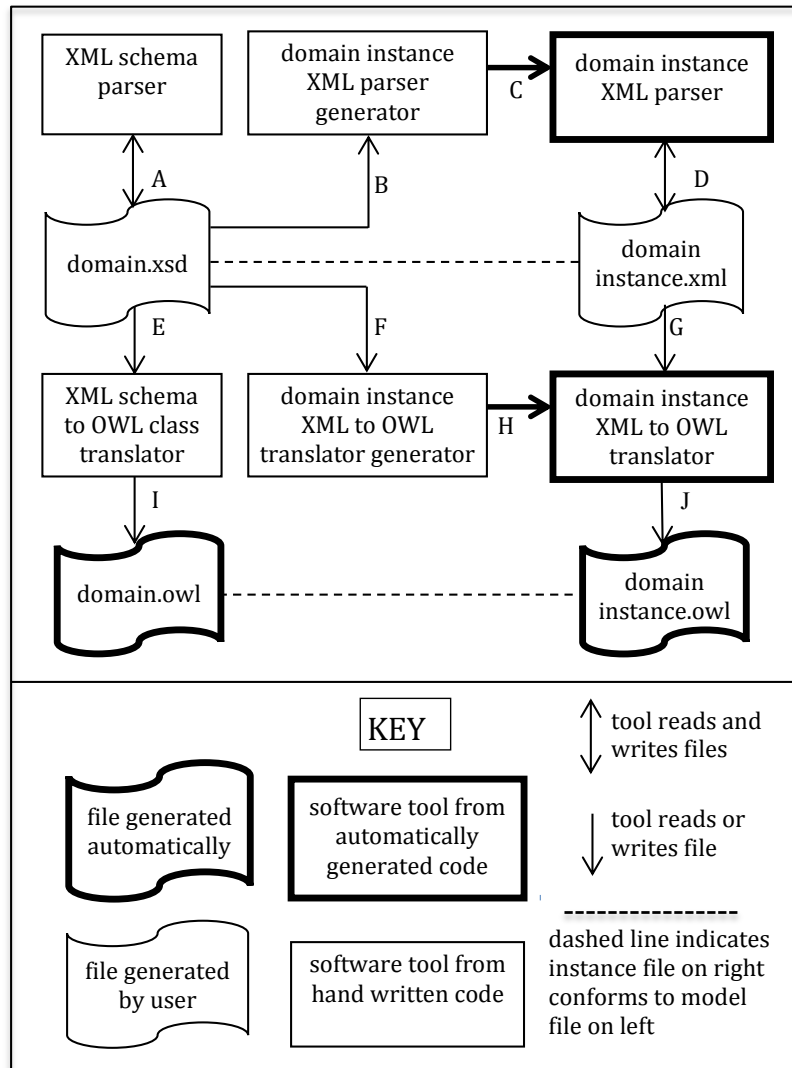 XML schema
parser
domain instance
XML parser
generator
C
domain instance
XML parser
A
B
D
domain.xsd
domain
instance.xml
E
F
G
XML schema
to OWL class
translator
domain instance
XML to OWL
translator generator
H
domain instance
XML to OWL
translator
I
J
domain.owl
domain
instance.owl
KEY
tool reads and
writes files
file generated
automatically
software tool from
automatically
generated code
tool reads or
writes file
file generated
by user
software tool from
hand written code
dashed line indicates
instance file on right
conforms to model
file on left